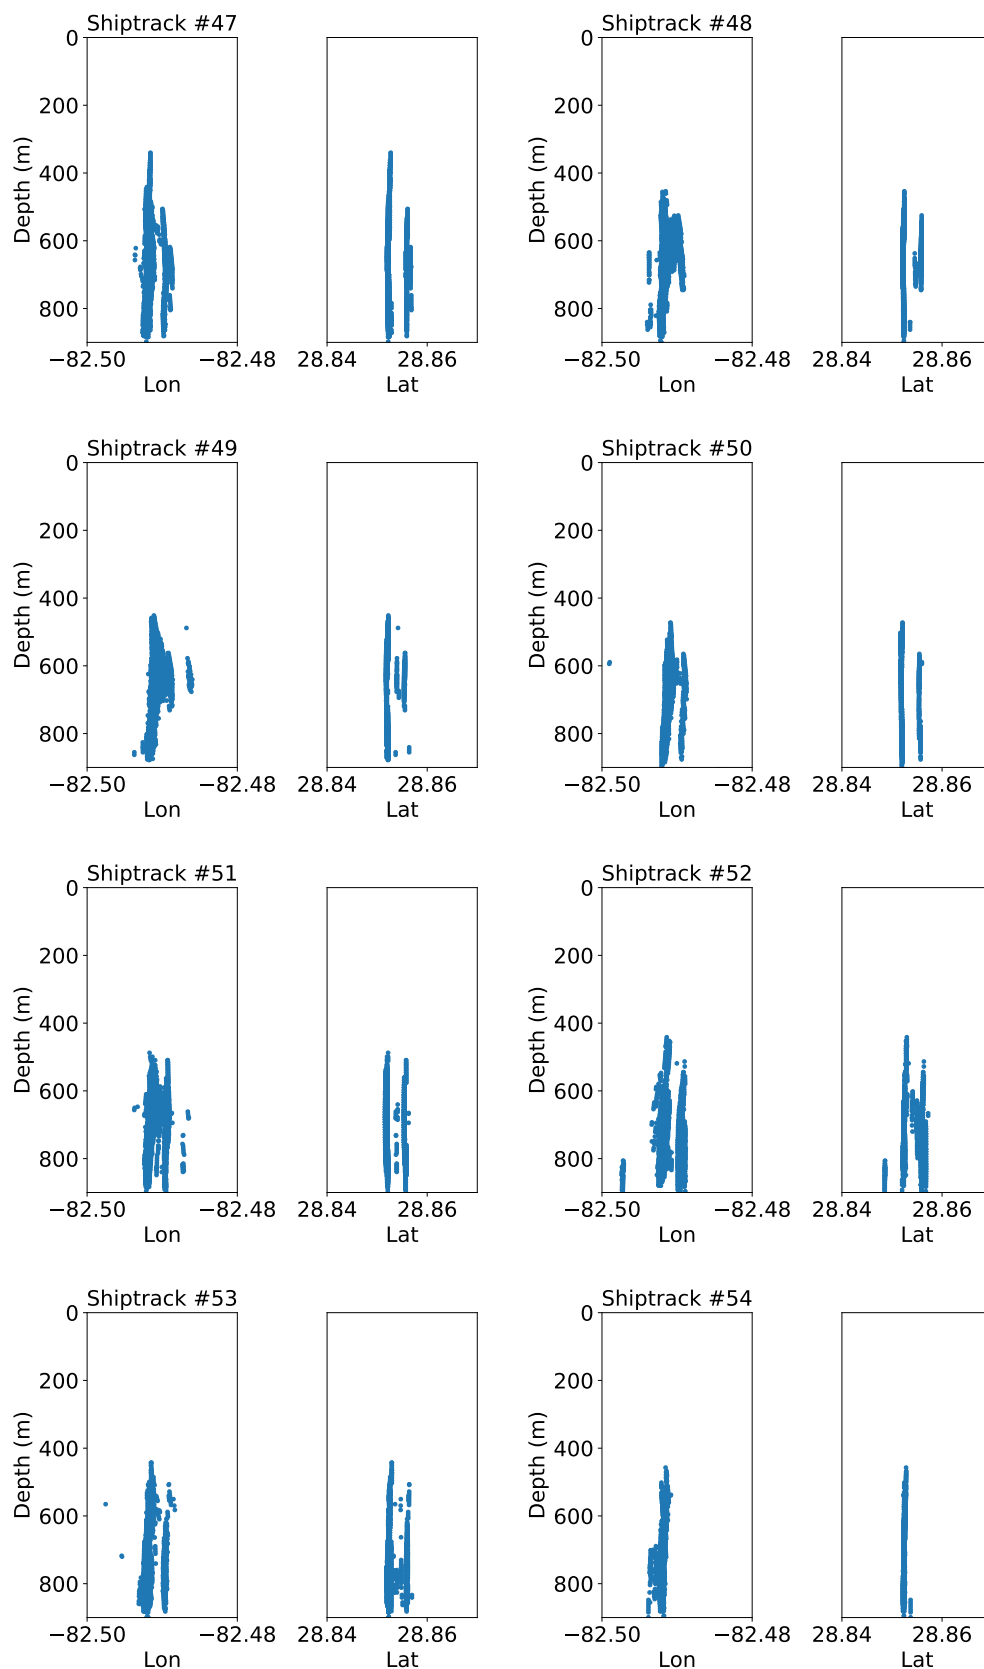 Shiptrack #47
Shiptrack #48
0
200
400
600
800
Depth (m)
−82.50
−82.48
Lon
28.84
28.86
Lat
0
200
400
600
800
Depth (m)
−82.50
−82.48
Lon
28.84
28.86
Lat
Shiptrack #49
Shiptrack #50
0
200
400
600
800
Depth (m)
−82.50
−82.48
Lon
28.84
28.86
Lat
0
200
400
600
800
Depth (m)
−82.50
−82.48
Lon
28.84
28.86
Lat
Shiptrack #51
Shiptrack #52
0
200
400
600
800
Depth (m)
−82.50
−82.48
Lon
28.84
28.86
Lat
0
200
400
600
800
Depth (m)
−82.50
−82.48
Lon
28.84
28.86
Lat
Shiptrack #53
Shiptrack #54
0
200
400
600
800
Depth (m)
−82.50
−82.48
Lon
28.84
28.86
Lat
0
200
400
600
800
Depth (m)
−82.50
−82.48
Lon
28.84
28.86
Lat